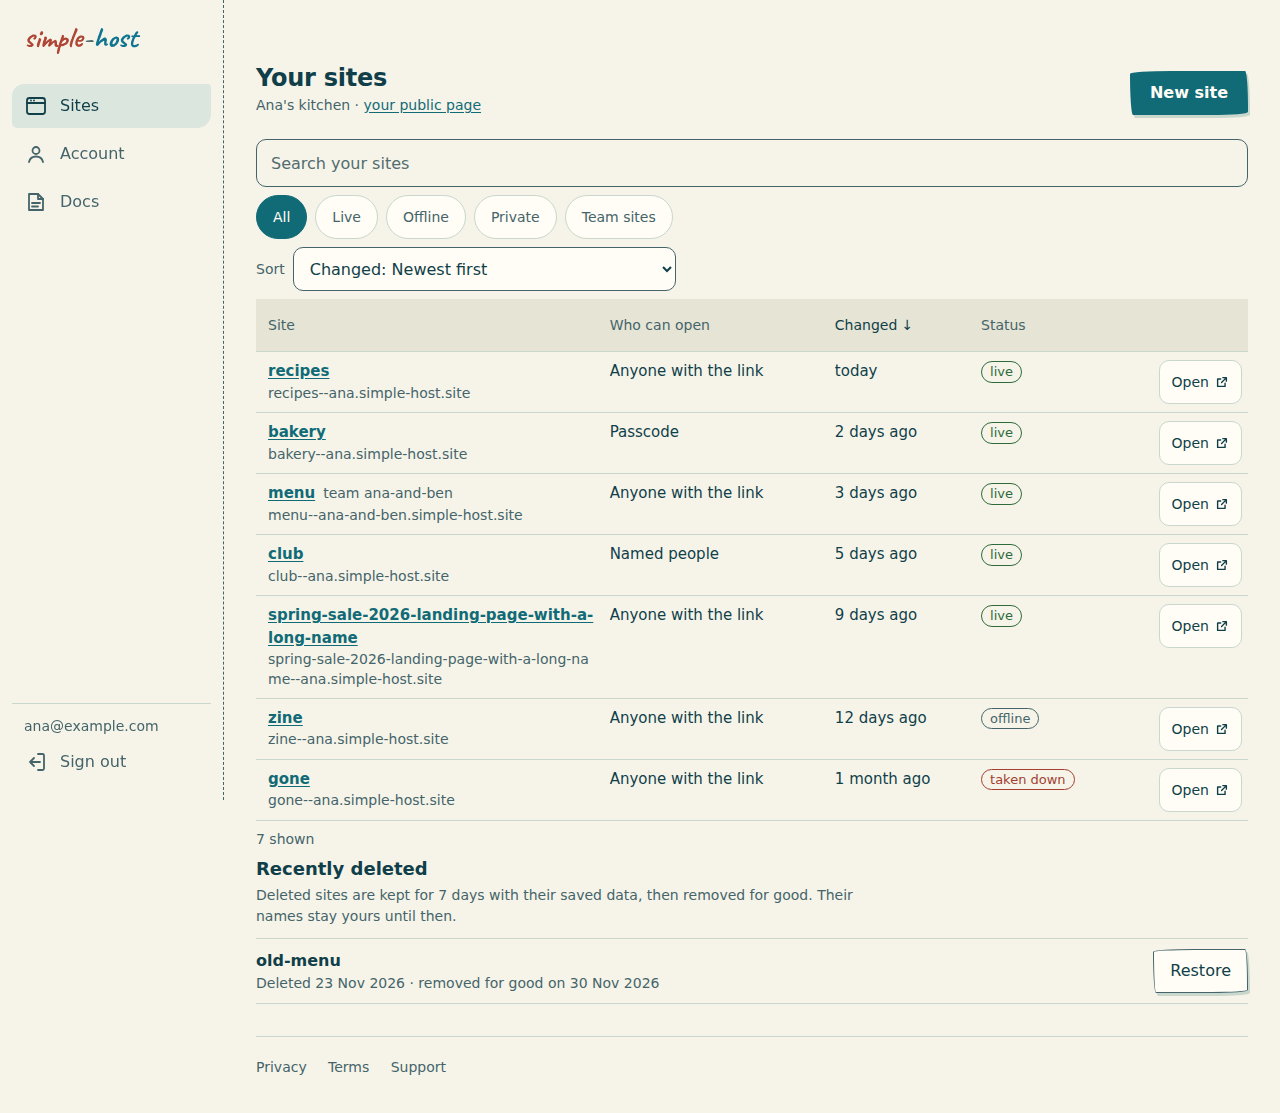 simple-host
Sites
Account
Docs
ana@example.com
Sign out
Your sites
Ana's kitchen · your public page
New site
Search your sites
All Live Offline Private Team sites
Sort Changed: Newest first
Site Who can open Changed ↓ Status
recipes Anyone with the link today live Open
recipes--ana.simple-host.site
bakery Passcode 2 days ago live Open
bakery--ana.simple-host.site
menu team ana-and-ben Anyone with the link 3 days ago live Open
menu--ana-and-ben.simple-host.site
club Named people 5 days ago live Open
club--ana.simple-host.site
spring-sale-2026-landing-page-with-a- Anyone with the link 9 days ago live Open
long-name
spring-sale-2026-landing-page-with-a-long-na
me--ana.simple-host.site
zine Anyone with the link 12 days ago offline Open
zine--ana.simple-host.site
gone Anyone with the link 1 month ago taken down Open
gone--ana.simple-host.site
7 shown
Recently deleted
Deleted sites are kept for 7 days with their saved data, then removed for good. Their
names stay yours until then.
old-menu
Deleted 23 Nov 2026 · removed for good on 30 Nov 2026
Restore
Privacy Terms Support